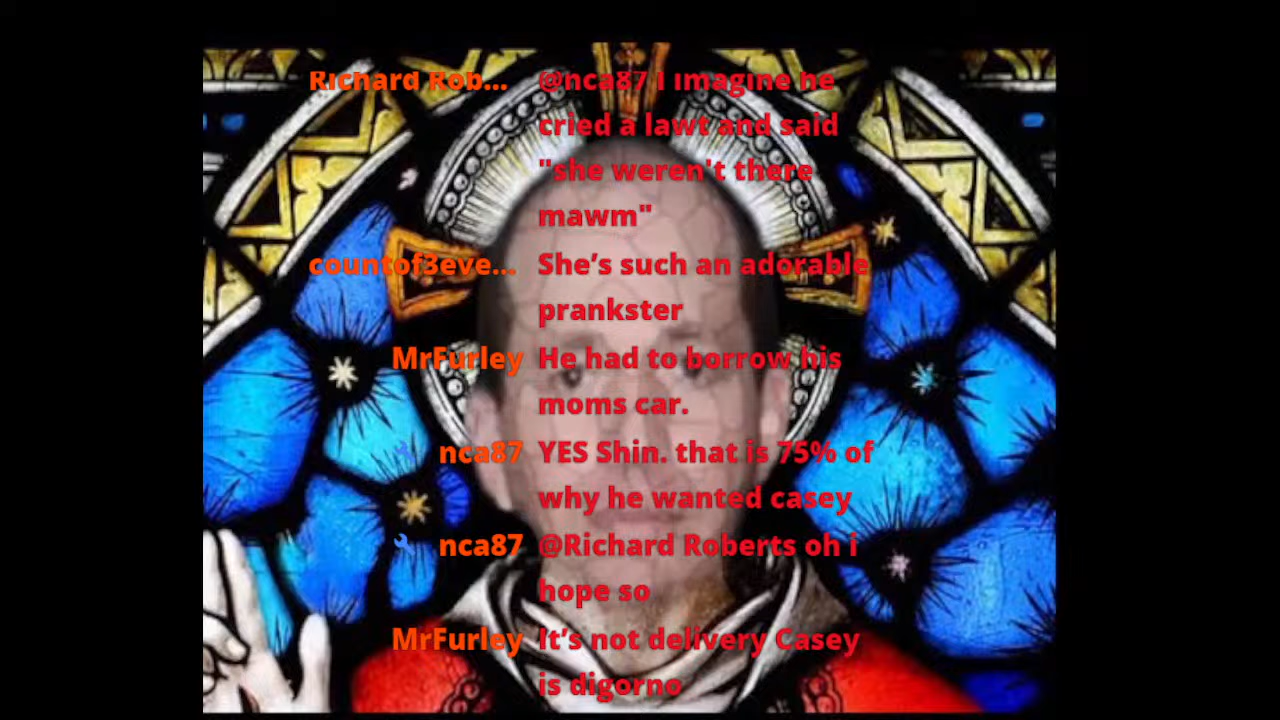 Richard Rob... @nca87 I imagine he
cried a lawt and said
"she weren't there
mawm"
countof3eve... She's such an adorable
prankster
MrFurley He had to borrow his
moms car.
nca87 YES Shin. that is 75% of
why he wanted casey
nca87 @Richard Roberts oh i
hope so
MrFurley It's not delivery Casey
is digorno